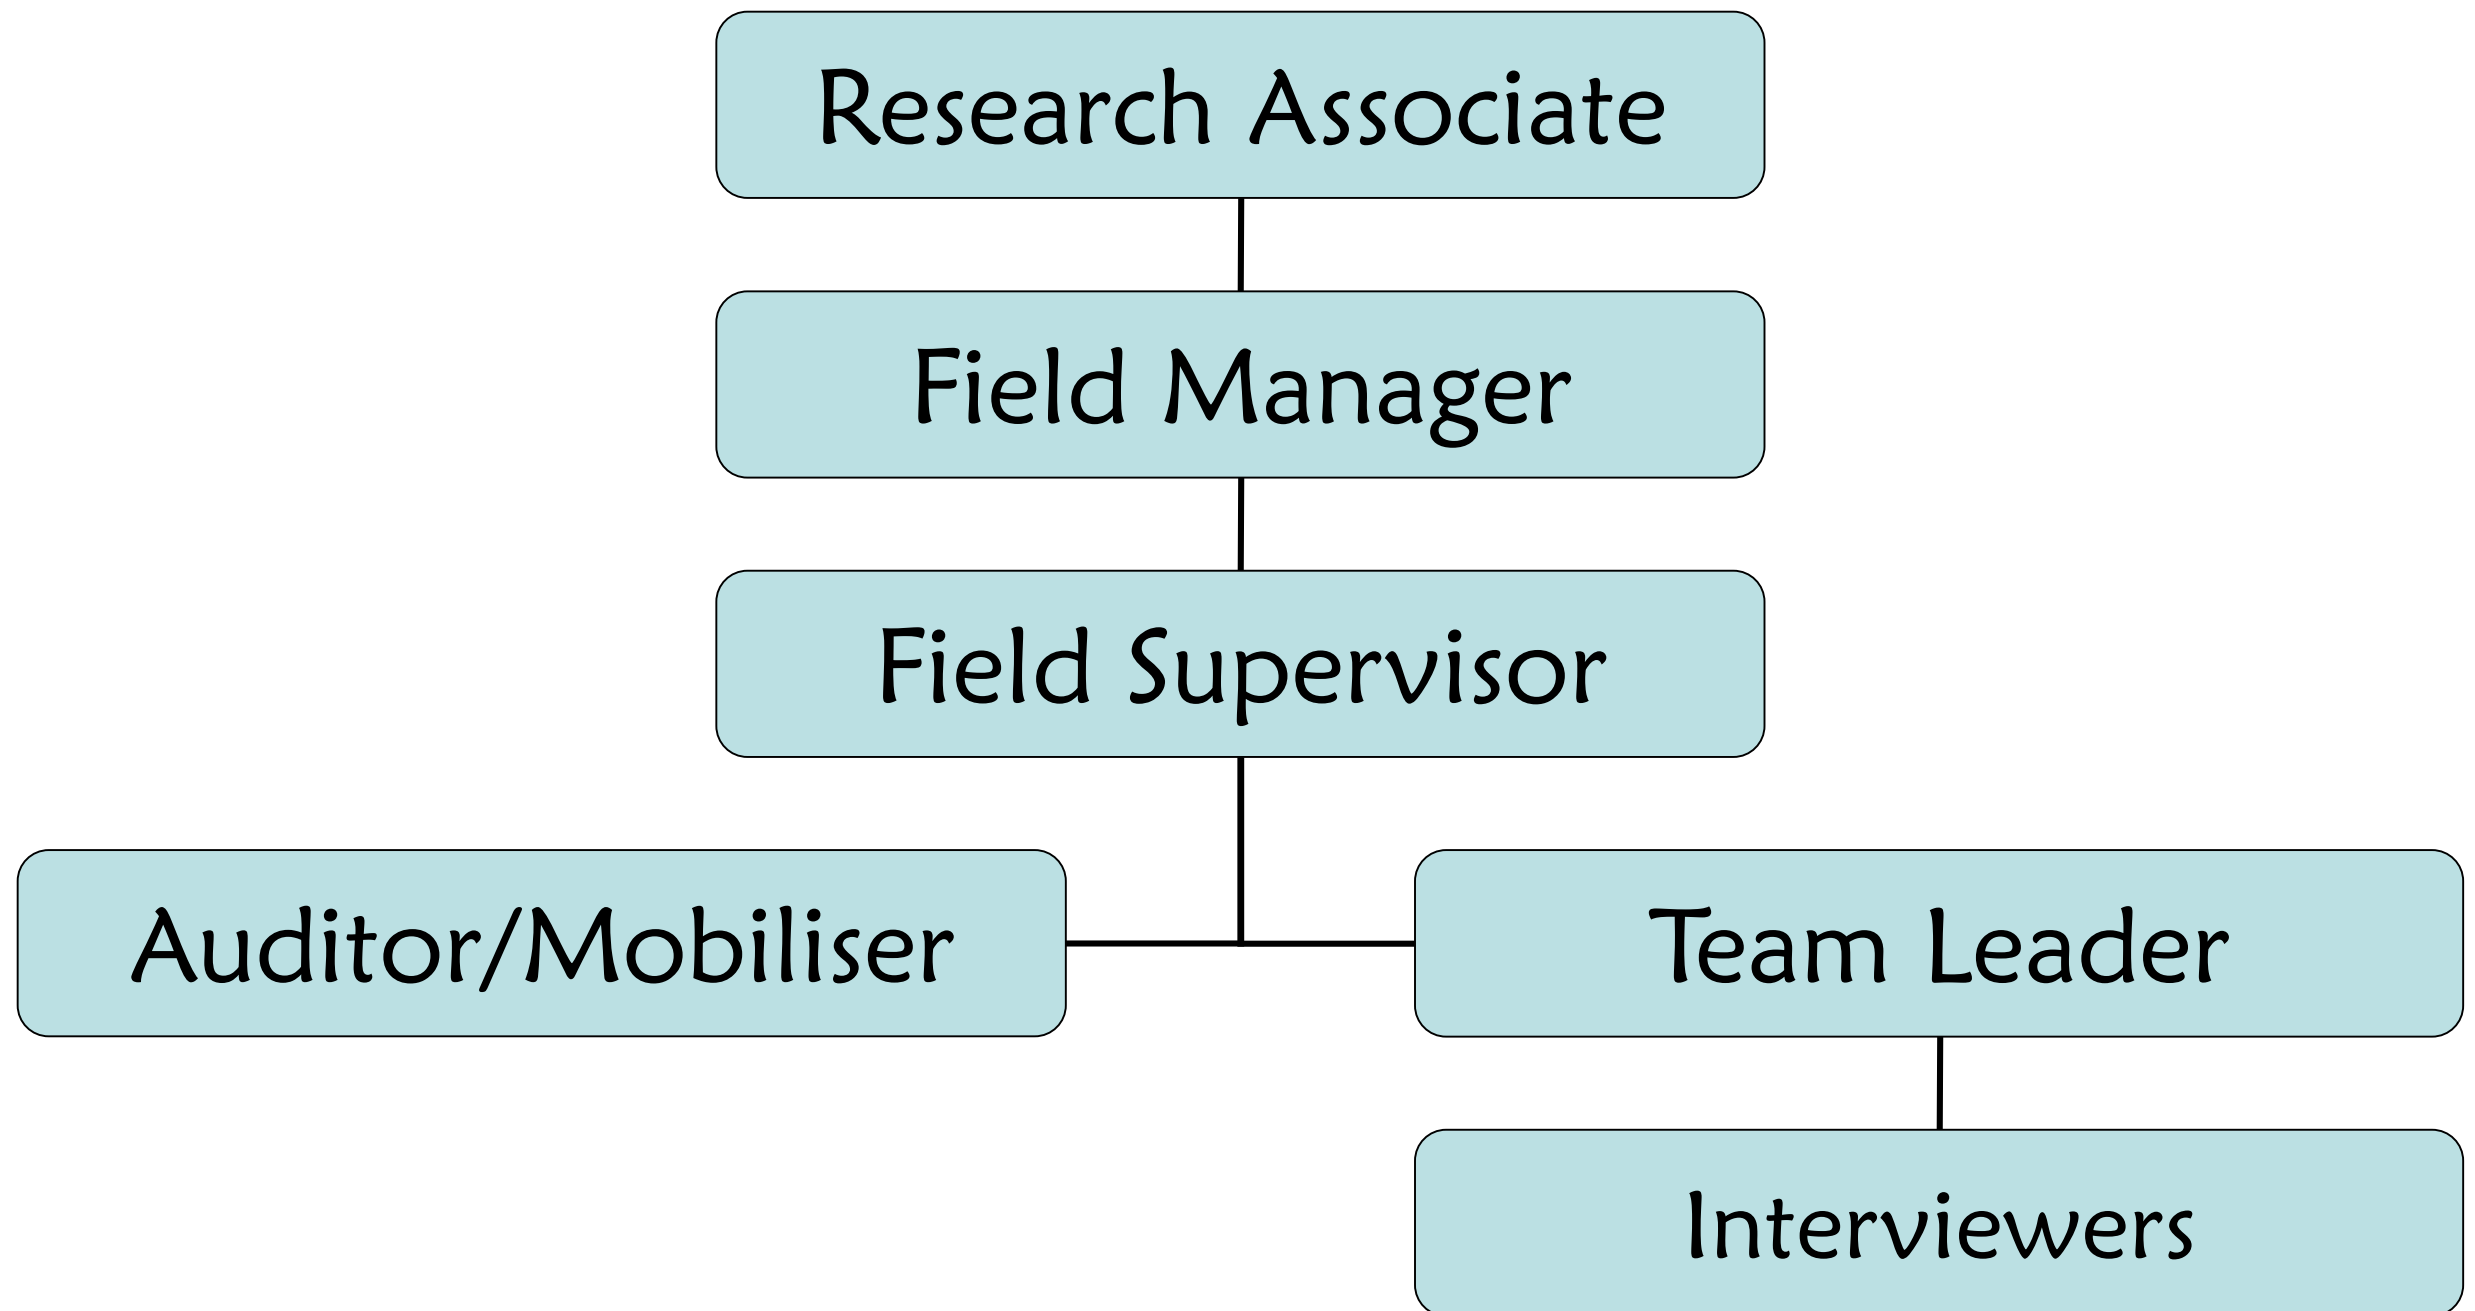 Research Associate
Field Manager
Field Supervisor
Auditor/Mobiliser
Team Leader
Interviewers